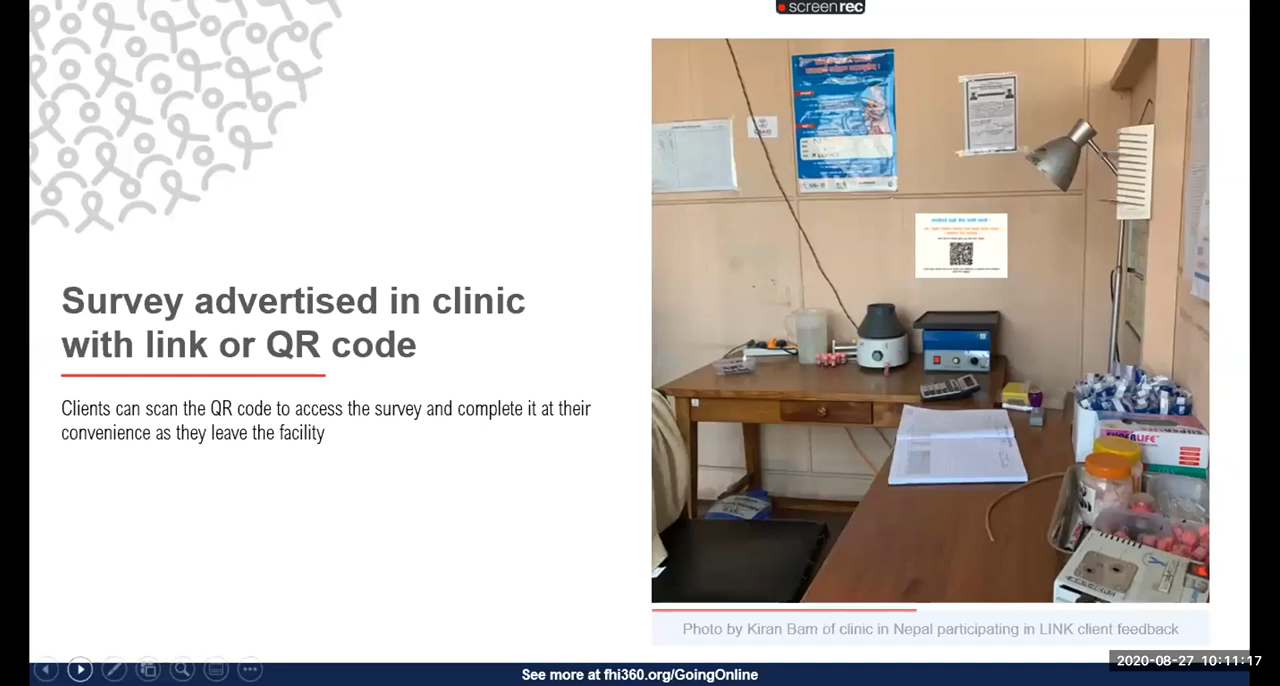 screenrec
Survey advertised in clinic
with link or QR code
Clients can scan the QR code to access the survey and complete it at their
convenience as they leave the facility
USAID
Photo by Kiran Bam of clinic in Nepal participating in LINK client feedback
2020-08-27 10:11:17
See more at fhi360.org/GoingOnline